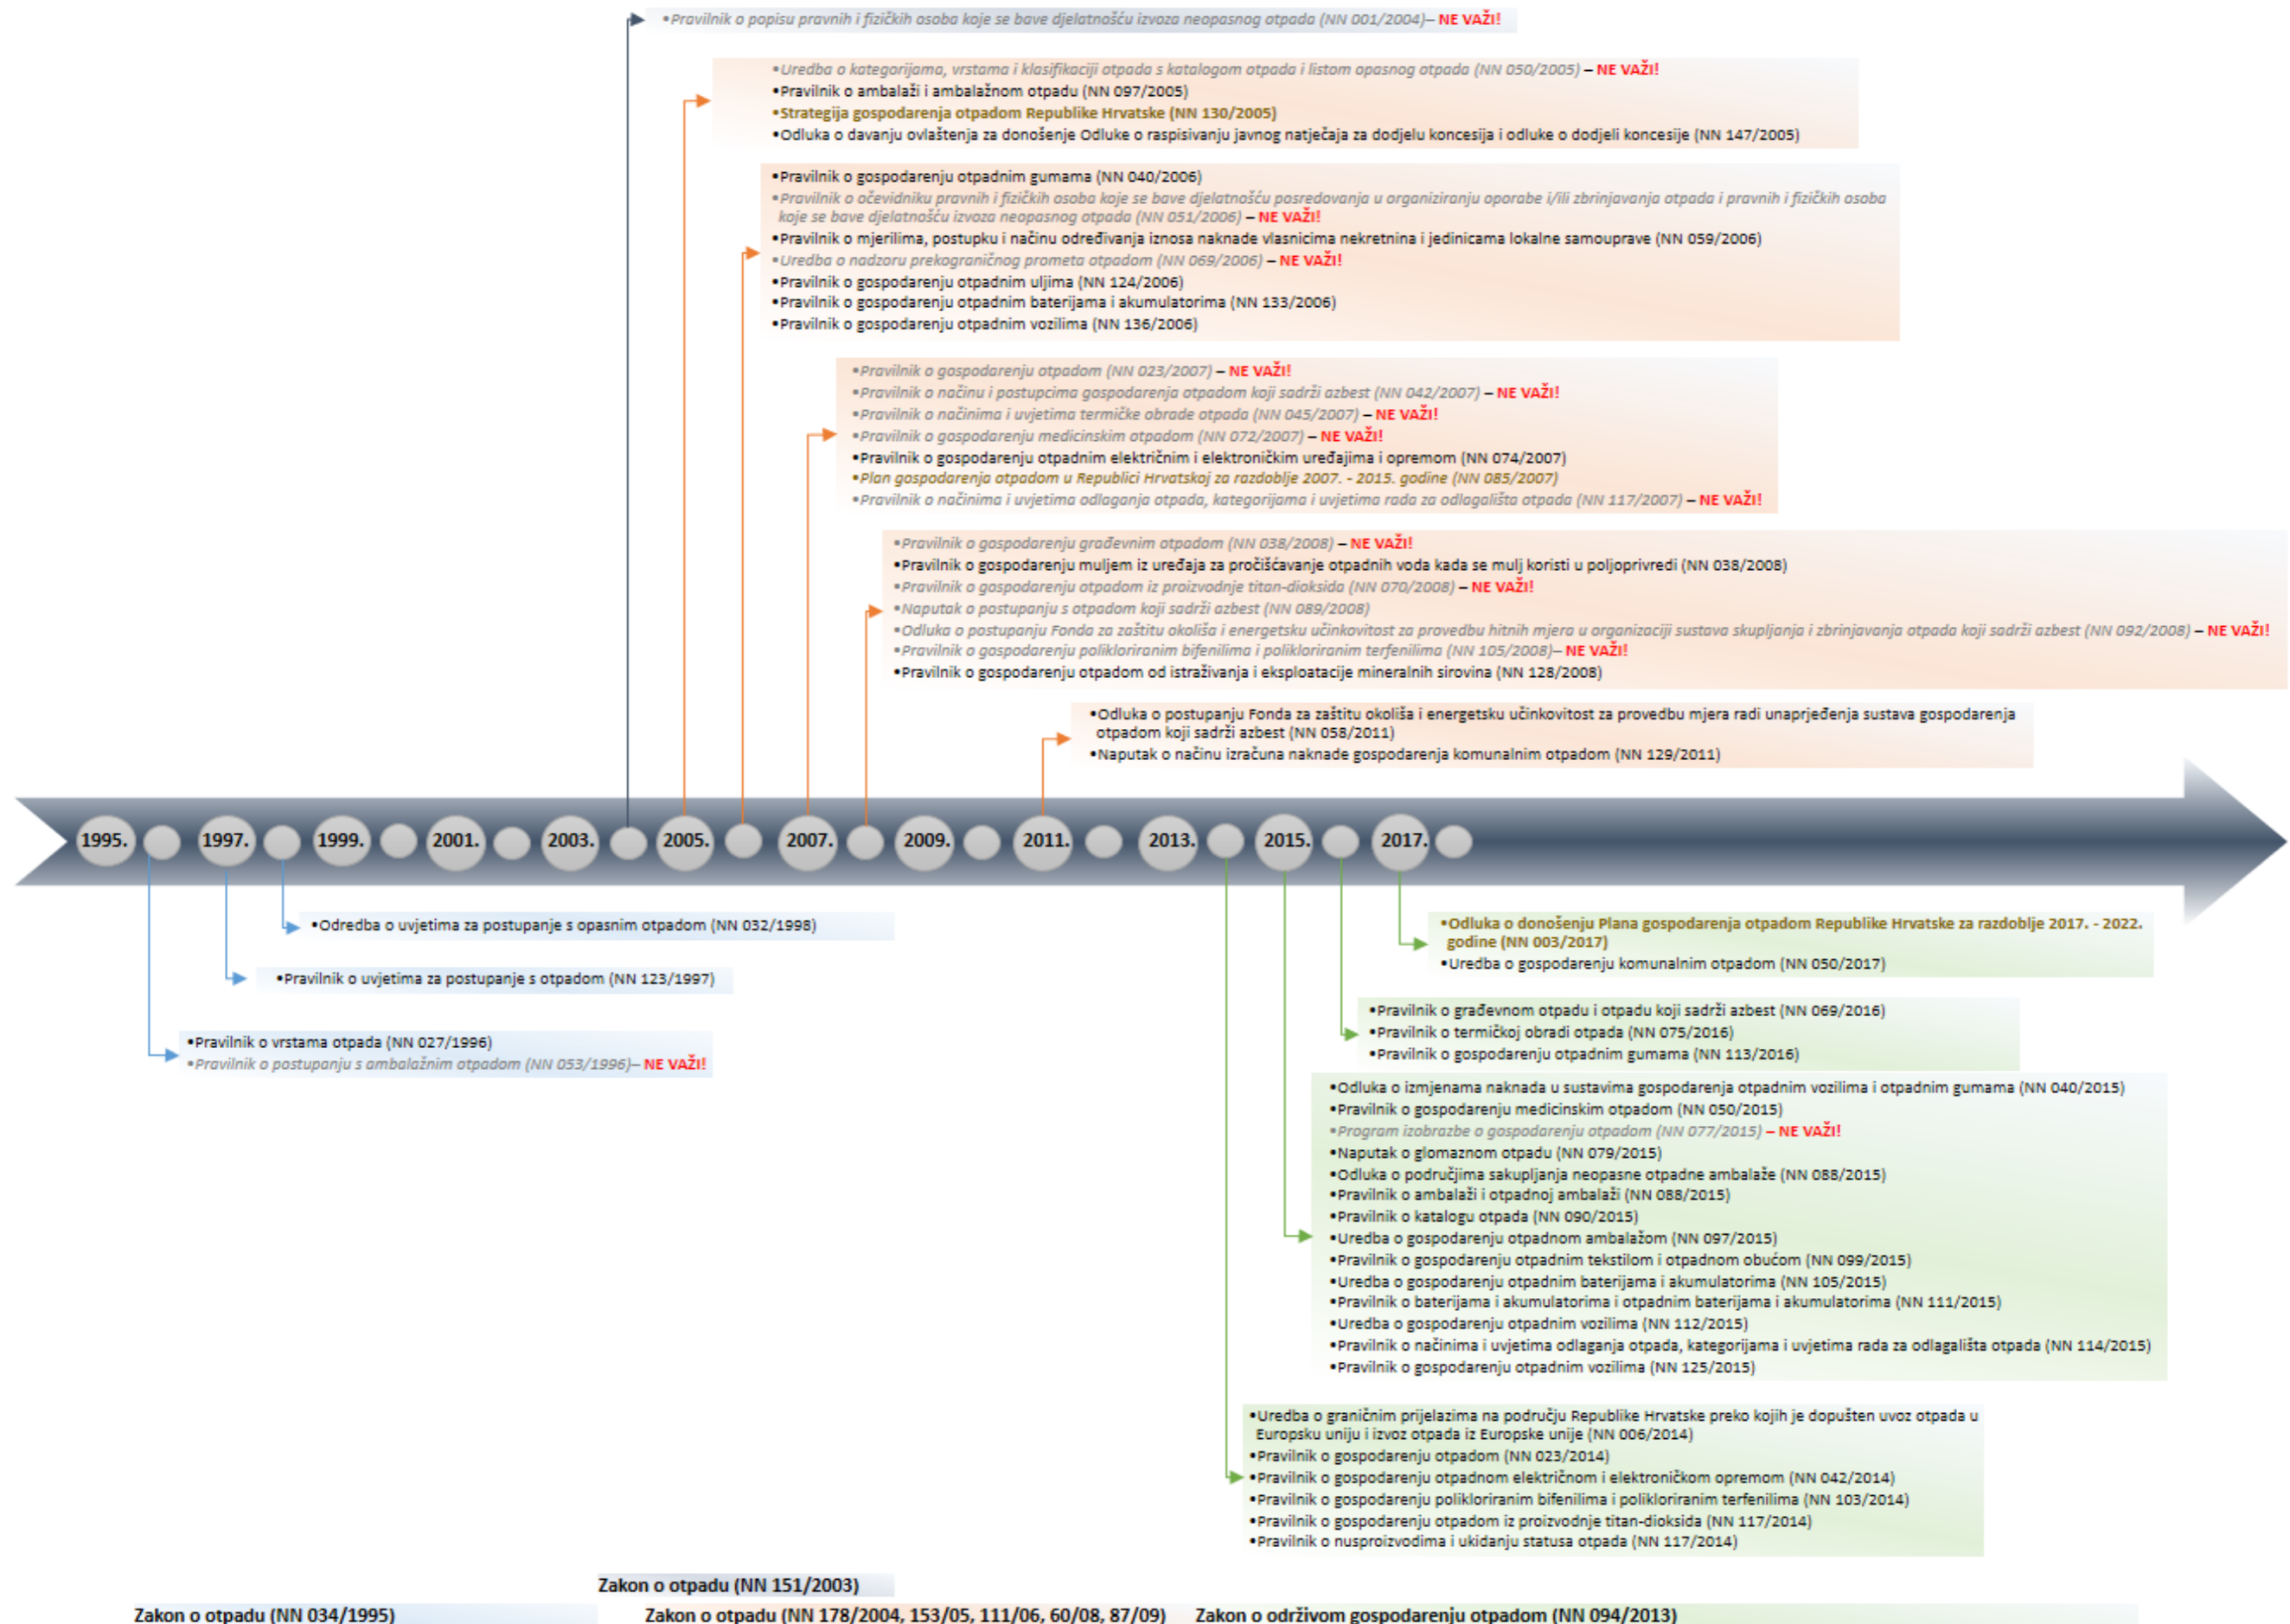 •Pravilnik o popisu pravnih i fizičkih osoba koje se bave djelatnošću izvoza neopasnog otpada (NN 001/2004)– NE VAŽI!
•Uredba o kategorijama, vrstama i klasifikaciji otpada s katalogom otpada i listom opasnog otpada (NN 050/2005) – NE VAŽI!
•Pravilnik o ambalaži i ambalažnom otpadu (NN 097/2005)
•Strategija gospodarenja otpadom Republike Hrvatske (NN 130/2005)
•Odluka o davanju ovlaštenja za donošenje Odluke o raspisivanju javnog natječaja za dodjelu koncesija i odluke o dodjeli koncesije (NN 147/2005)
•Pravilnik o gospodarenju otpadnim gumama (NN 040/2006)
•Pravilnik o očevidniku pravnih i fizičkih osoba koje se bave djelatnošću posredovanja u organiziranju oporabe i/ili zbrinjavanja otpada i pravnih i fizičkih osoba
koje se bave djelatnošću izvoza neopasnog otpada (NN 051/2006) – NE VAŽI!
•Pravilnik o mjerilima, postupku i načinu određivanja iznosa naknade vlasnicima nekretnina i jedinicama lokalne samouprave (NN 059/2006)
•Uredba o nadzoru prekograničnog prometa otpadom (NN 069/2006) – NE VAŽI!
•Pravilnik o gospodarenju otpadnim uljima (NN 124/2006)
•Pravilnik o gospodarenju otpadnim baterijama i akumulatorima (NN 133/2006)
•Pravilnik o gospodarenju otpadnim vozilima (NN 136/2006)
•Pravilnik o gospodarenju otpadom (NN 023/2007) – NE VAŽI!
•Pravilnik o načinu i postupcima gospodarenja otpadom koji sadrži azbest (NN 042/2007) – NE VAŽI!
•Pravilnik o načinima i uvjetima termičke obrade otpada (NN 045/2007) – NE VAŽI!
•Pravilnik o gospodarenju medicinskim otpadom (NN 072/2007) – NE VAŽI!
•Pravilnik o gospodarenju otpadnim električnim i elektroničkim uređajima i opremom (NN 074/2007)
•Plan gospodarenja otpadom u Republici Hrvatskoj za razdoblje 2007. - 2015. godine (NN 085/2007)
•Pravilnik o načinima i uvjetima odlaganja otpada, kategorijama i uvjetima rada za odlagališta otpada (NN 117/2007) – NE VAŽI!
•Pravilnik o gospodarenju građevnim otpadom (NN 038/2008) – NE VAŽI!
•Pravilnik o gospodarenju muljem iz uređaja za pročišćavanje otpadnih voda kada se mulj koristi u poljoprivredi (NN 038/2008)
•Pravilnik o gospodarenju otpadom iz proizvodnje titan-dioksida (NN 070/2008) – NE VAŽI!
•Naputak o postupanju s otpadom koji sadrži azbest (NN 089/2008)
•Odluka o postupanju Fonda za zaštitu okoliša i energetsku učinkovitost za provedbu hitnih mjera u organizaciji sustava skupljanja i zbrinjavanja otpada koji sadrži azbest (NN 092/2008) – NE VAŽI!
•Pravilnik o gospodarenju polikloriranim bifenilima i polikloriranim terfenilima (NN 105/2008)– NE VAŽI!
•Pravilnik o gospodarenju otpadom od istraživanja i eksploatacije mineralnih sirovina (NN 128/2008)
•Odluka o postupanju Fonda za zaštitu okoliša i energetsku učinkovitost za provedbu mjera radi unaprjeđenja sustava gospodarenja
otpadom koji sadrži azbest (NN 058/2011)
•Naputak o načinu izračuna naknade gospodarenja komunalnim otpadom (NN 129/2011)
1995. 1997. 1999. 2001. 2003. 2005. 2007. 2009. 2011. 2013. 2015. 2017.
•Odredba o uvjetima za postupanje s opasnim otpadom (NN 032/1998)
•Pravilnik o uvjetima za postupanje s otpadom (NN 123/1997)
•Pravilnik o vrstama otpada (NN 027/1996)
•Pravilnik o postupanju s ambalažnim otpadom (NN 053/1996)– NE VAŽI!
•Odluka o donošenju Plana gospodarenja otpadom Republike Hrvatske za razdoblje 2017. - 2022.
godine (NN 003/2017)
•Uredba o gospodarenju komunalnim otpadom (NN 050/2017)
•Pravilnik o građevnom otpadu i otpadu koji sadrži azbest (NN 069/2016)
•Pravilnik o termičkoj obradi otpada (NN 075/2016)
•Pravilnik o gospodarenju otpadnim gumama (NN 113/2016)
•Odluka o izmjenama naknada u sustavima gospodarenja otpadnim vozilima i otpadnim gumama (NN 040/2015)
•Pravilnik o gospodarenju medicinskim otpadom (NN 050/2015)
•Program izobrazbe o gospodarenju otpadom (NN 077/2015) – NE VAŽI!
•Naputak o glomaznom otpadu (NN 079/2015)
•Odluka o područjima sakupljanja neopasne otpadne ambalaže (NN 088/2015)
•Pravilnik o ambalaži i otpadnoj ambalaži (NN 088/2015)
•Pravilnik o katalogu otpada (NN 090/2015)
•Uredba o gospodarenju otpadnom ambalažom (NN 097/2015)
•Pravilnik o gospodarenju otpadnim tekstilom i otpadnom obućom (NN 099/2015)
•Uredba o gospodarenju otpadnim baterijama i akumulatorima (NN 105/2015)
•Pravilnik o baterijama i akumulatorima i otpadnim baterijama i akumulatorima (NN 111/2015)
•Uredba o gospodarenju otpadnim vozilima (NN 112/2015)
•Pravilnik o načinima i uvjetima odlaganja otpada, kategorijama i uvjetima rada za odlagališta otpada (NN 114/2015)
•Pravilnik o gospodarenju otpadnim vozilima (NN 125/2015)
•Uredba o graničnim prijelazima na području Republike Hrvatske preko kojih je dopušten uvoz otpada u
Europsku uniju i izvoz otpada iz Europske unije (NN 006/2014)
•Pravilnik o gospodarenju otpadom (NN 023/2014)
•Pravilnik o gospodarenju otpadnom električnom i elektroničkom opremom (NN 042/2014)
•Pravilnik o gospodarenju polikloriranim bifenilima i polikloriranim terfenilima (NN 103/2014)
•Pravilnik o gospodarenju otpadom iz proizvodnje titan-dioksida (NN 117/2014)
•Pravilnik o nusproizvodima i ukidanju statusa otpada (NN 117/2014)
Zakon o otpadu (NN 151/2003)
Zakon o otpadu (NN 034/1995) Zakon o otpadu (NN 178/2004, 153/05, 111/06, 60/08, 87/09) Zakon o održivom gospodarenju otpadom (NN 094/2013)